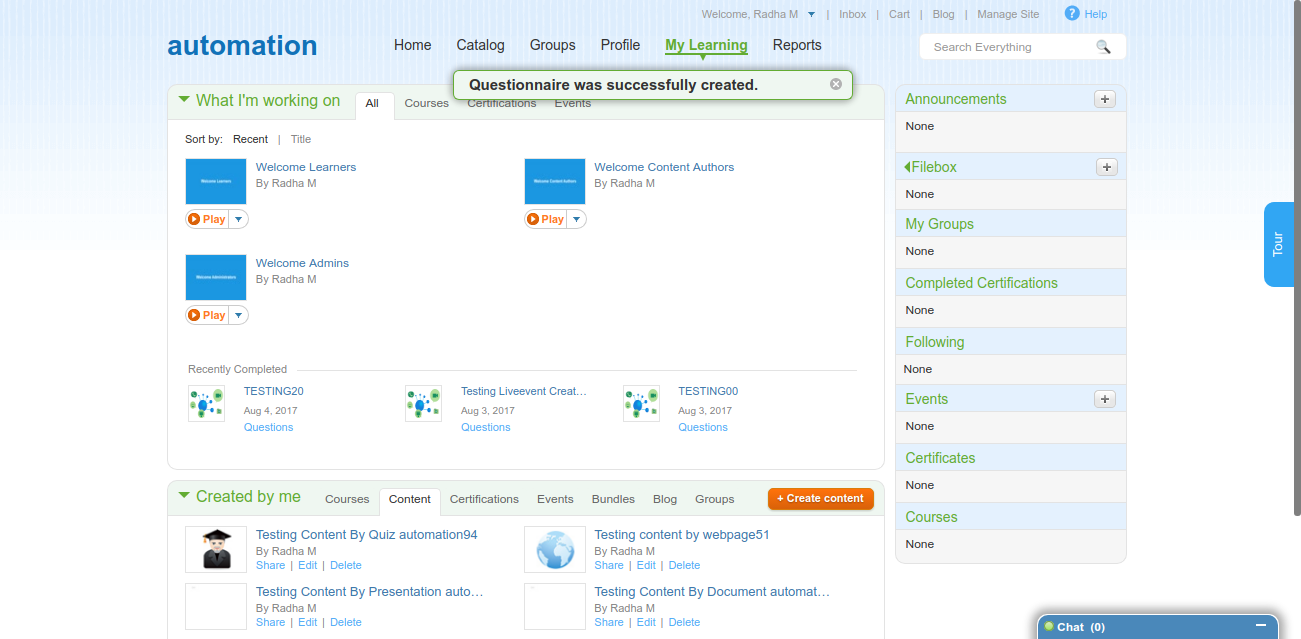 Welcome, Radha M | Inbox | Cart | Blog | Manage Site ? Help
automation
Home Catalog Groups Profile My Learning Reports
Search Everything
Questionnaire was successfully created.
What I'm working on All Courses Certifications Events
Sort by: Recent | Title
Welcome Learners
Welcome Learners
By Radha M
Play
Welcome Content Authors
Welcome Content Authors
By Radha M
Play
Welcome Administrators
Welcome Admins
By Radha M
Play
Recently Completed
TESTING20
Aug 4, 2017
Questions
Testing Liveevent Creat…
Aug 3, 2017
Questions
TESTING00
Aug 3, 2017
Questions
Created by me Courses Content Certifications Events Bundles Blog Groups + Create content
Testing Content By Quiz automation94
By Radha M
Share | Edit | Delete
Testing content by webpage51
By Radha M
Share | Edit | Delete
Testing Content By Presentation auto…
By Radha M
Share | Edit | Delete
Testing Content By Document automat…
By Radha M
Share | Edit | Delete
Announcements +
None
Filebox +
None
My Groups
None
Completed Certifications
None
Following
None
Events +
None
Certificates
None
Courses
None
Tour
Chat (0)